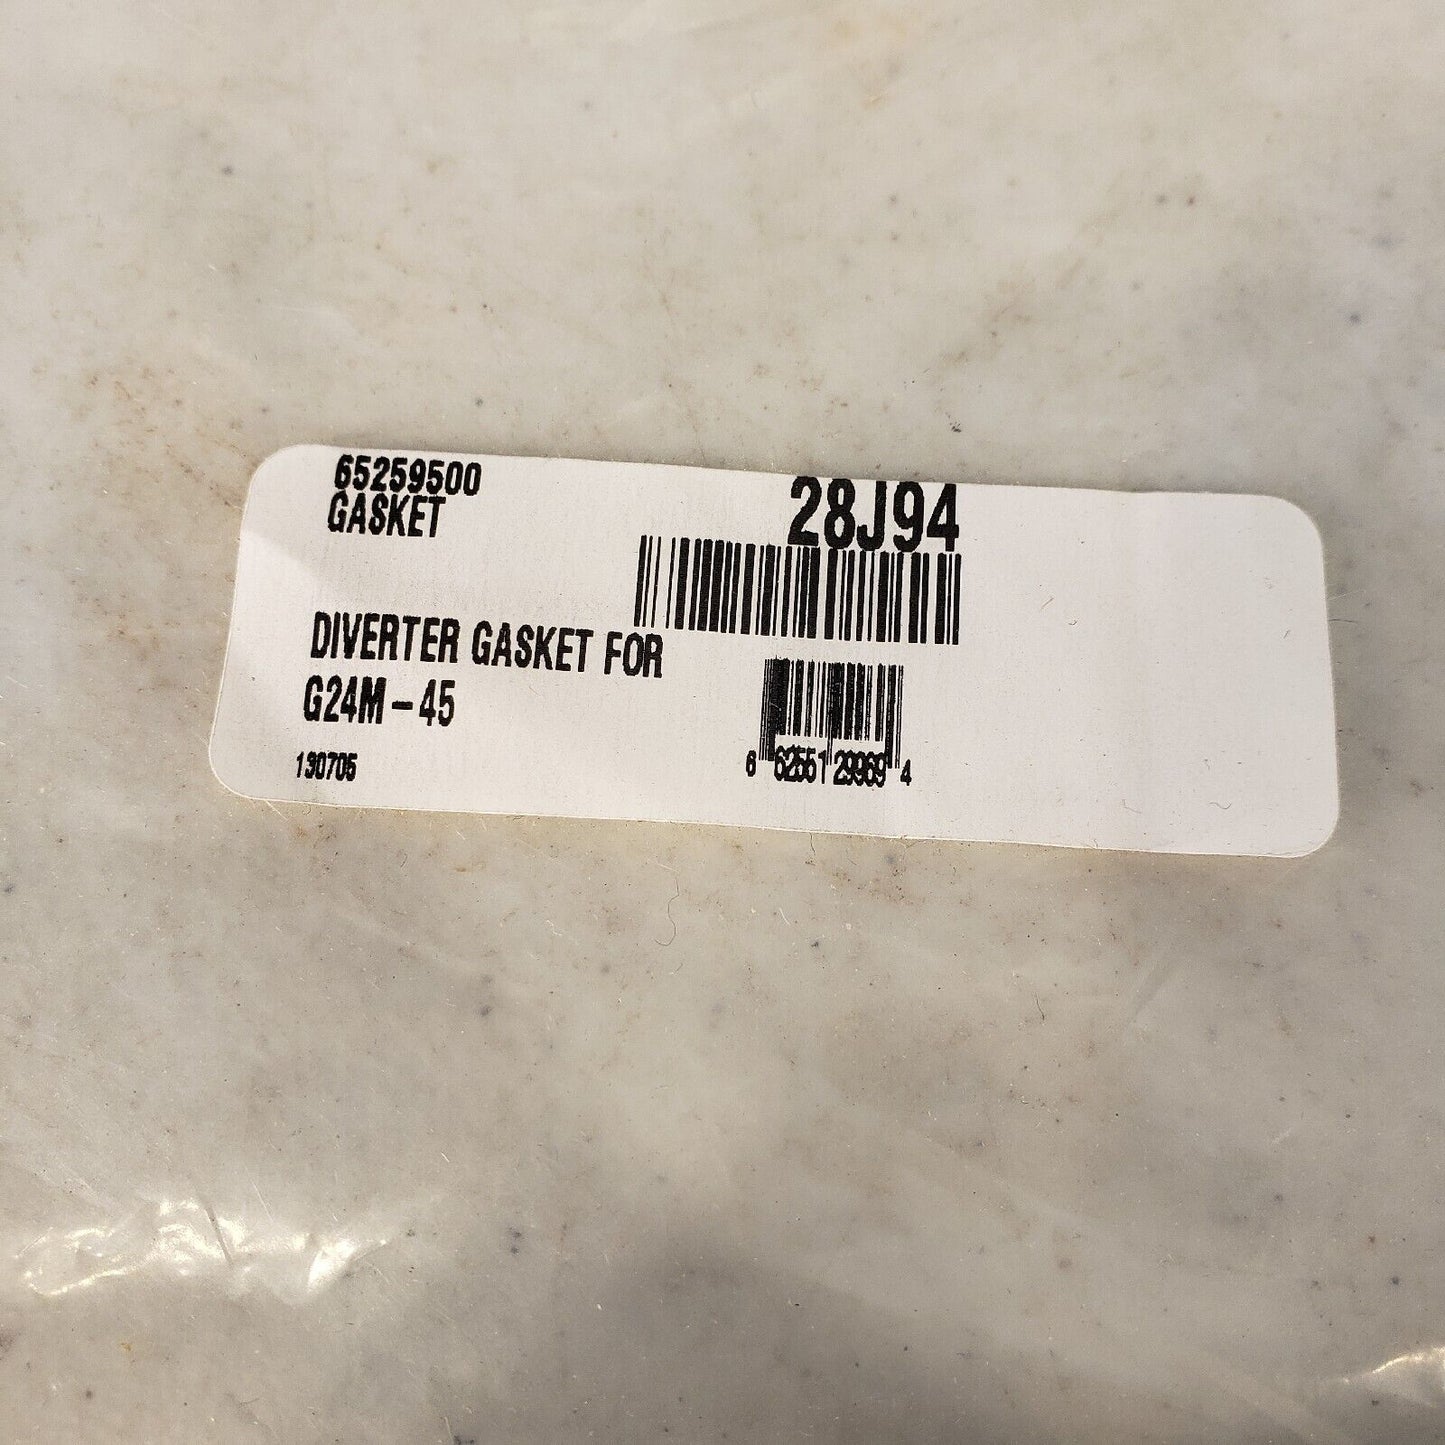 65259500
GASKET
28J94
DIVERTER GASKET FOR
G24M-45
130705
6 62551 29969 4